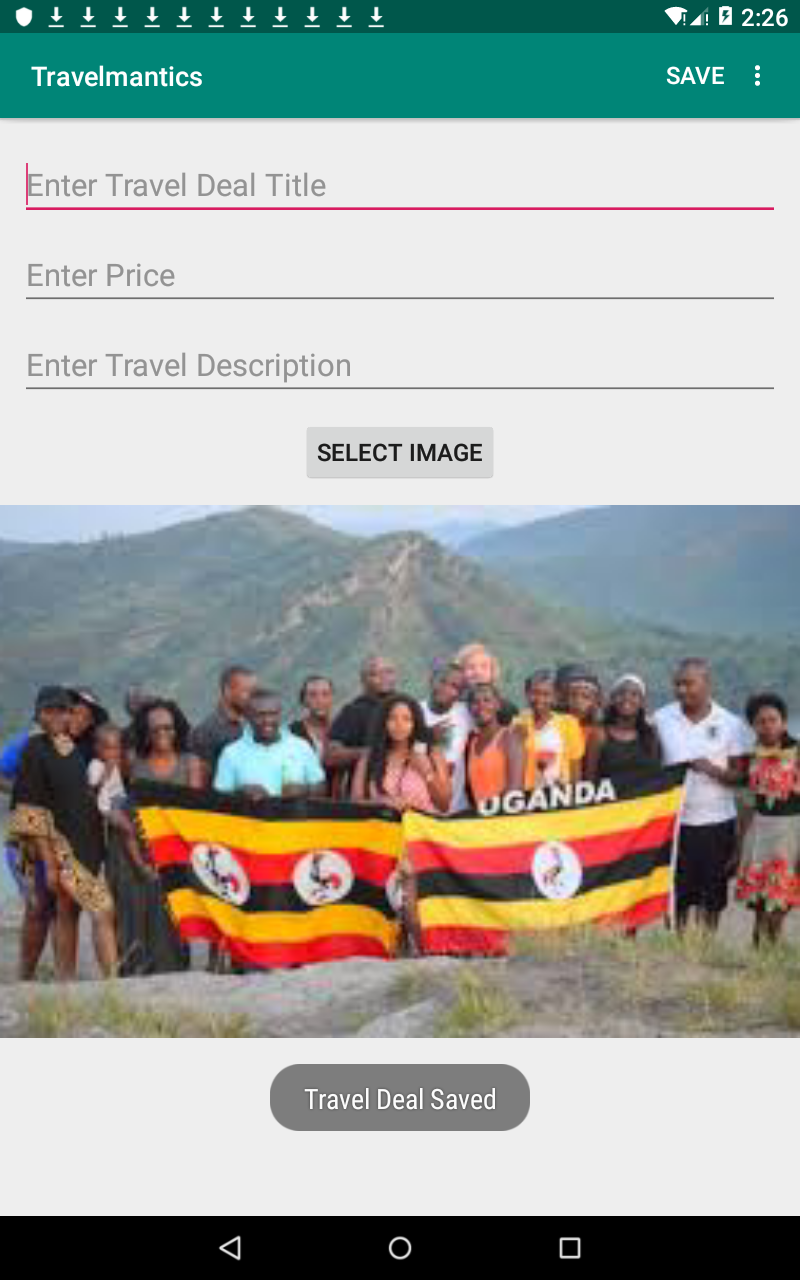 2:26
Travelmantics
SAVE
Enter Travel Deal Title
Enter Price
Enter Travel Description
SELECT IMAGE
UGANDA
Travel Deal Saved